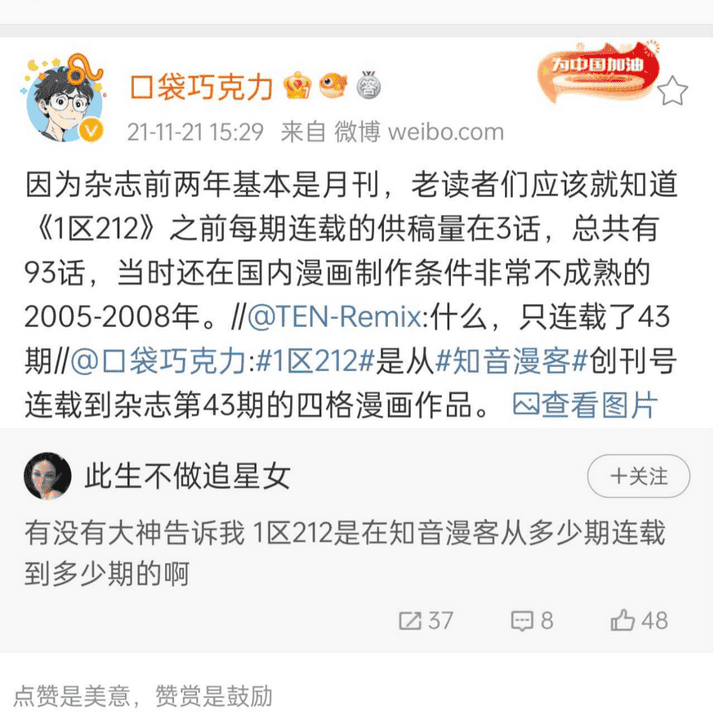 口袋巧克力
为中国加油
21-11-21 15:29 来自 微博 weibo.com
因为杂志前两年基本是月刊，老读者们应该就知道
《1区212》之前每期连载的供稿量在3话，总共有
93话，当时还在国内漫画制作条件非常不成熟的
2005-2008年。//@TEN-Remix:什么，只连载了43
期//@口袋巧克力:#1区212#是从#知音漫客#创刊号
连载到杂志第43期的四格漫画作品。 查看图片
此生不做追星女
+关注
有没有大神告诉我 1区212是在知音漫客从多少期连载
到多少期的啊
37 8 48
点赞是美意，赞赏是鼓励